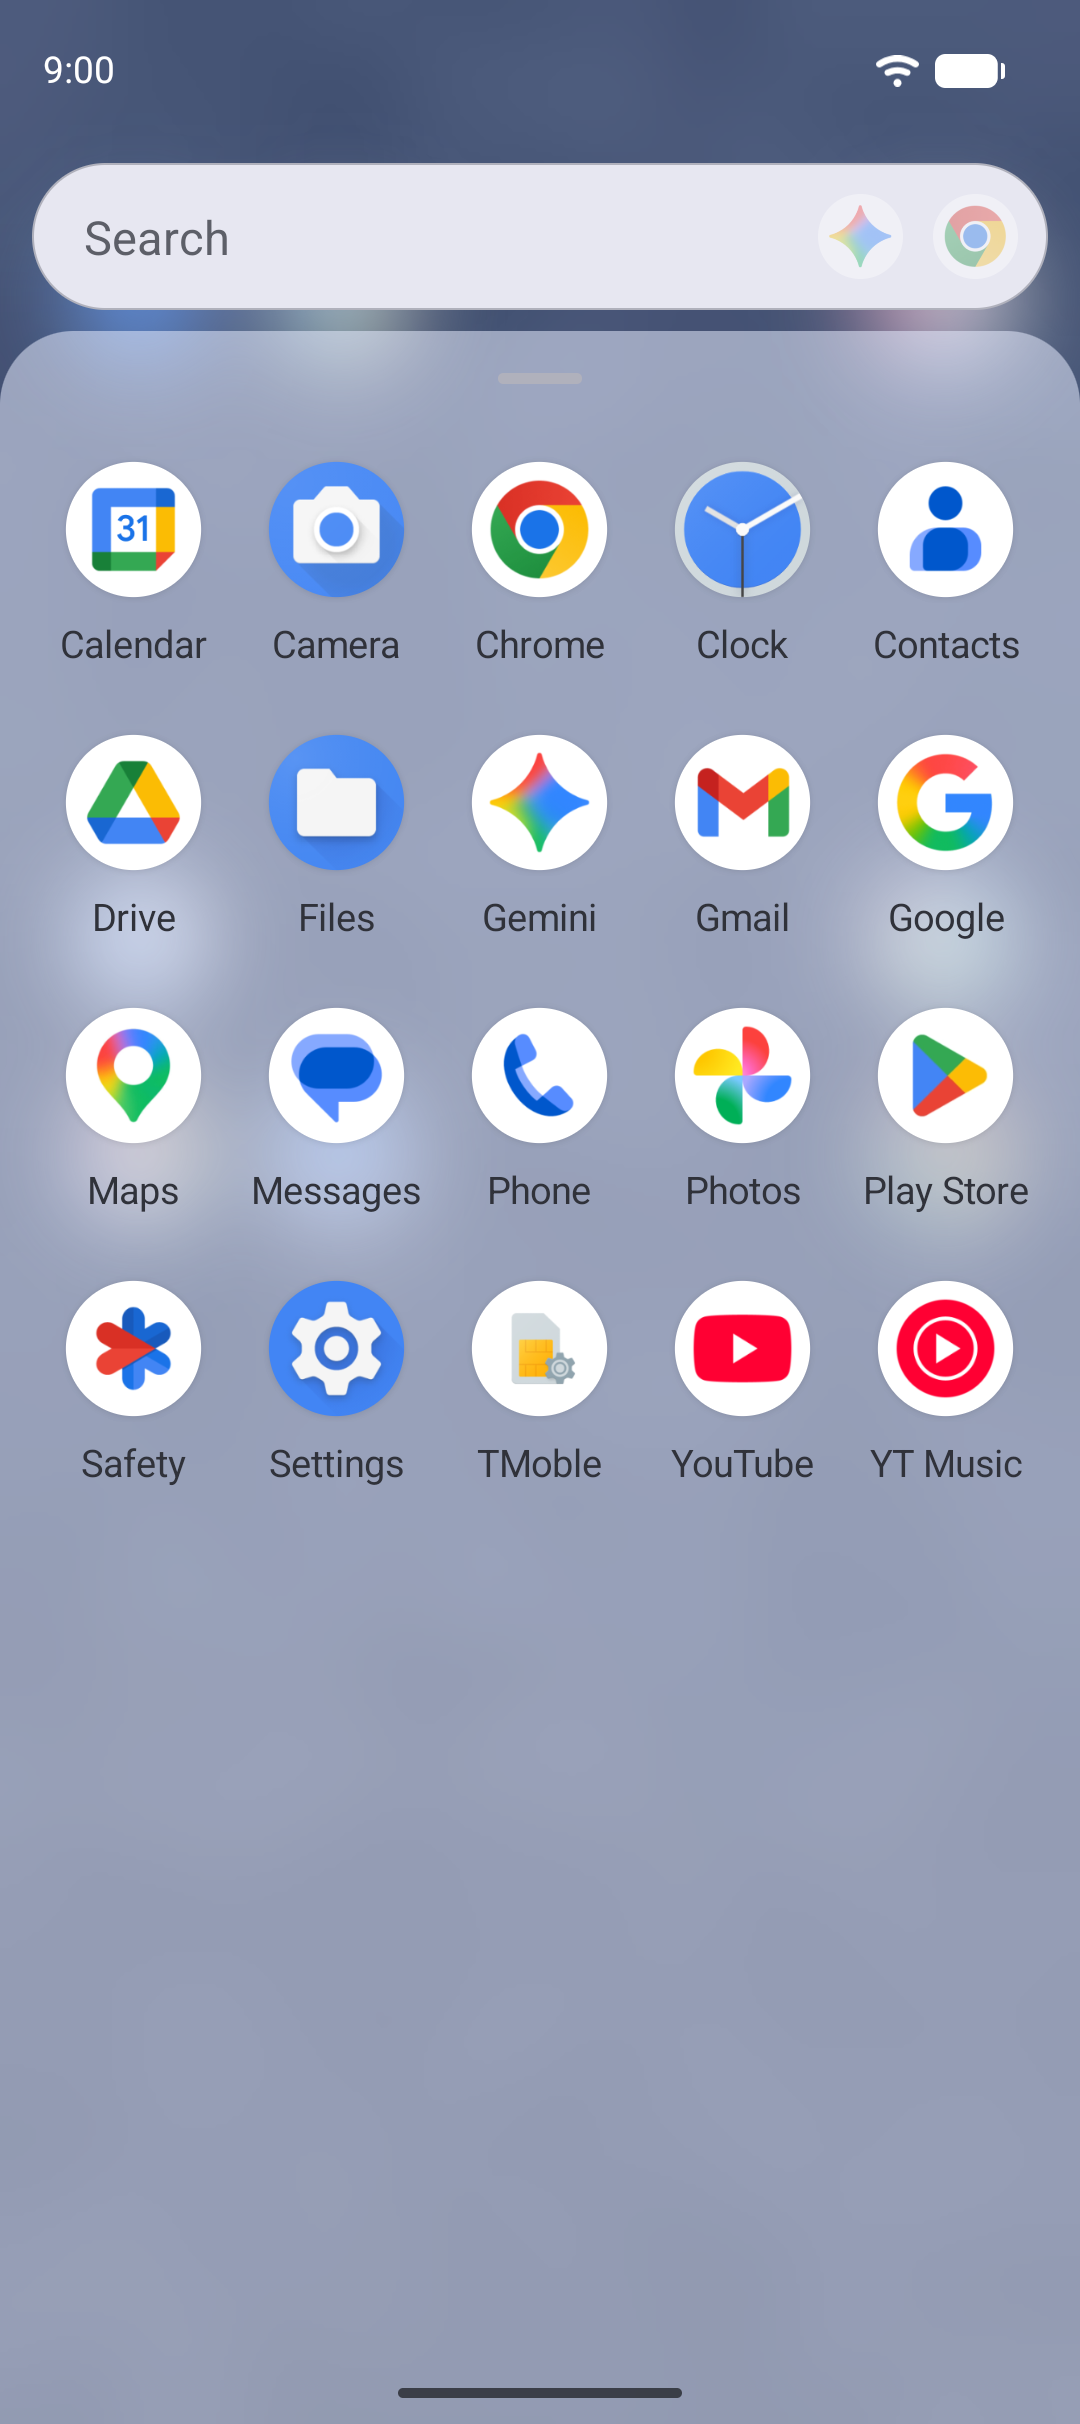 9:00
Search
31
Calendar Camera Chrome Clock Contacts
Drive Files Gemini Gmail Google
Maps Messages Phone Photos Play Store
Safety Settings TMoble YouTube YT Music